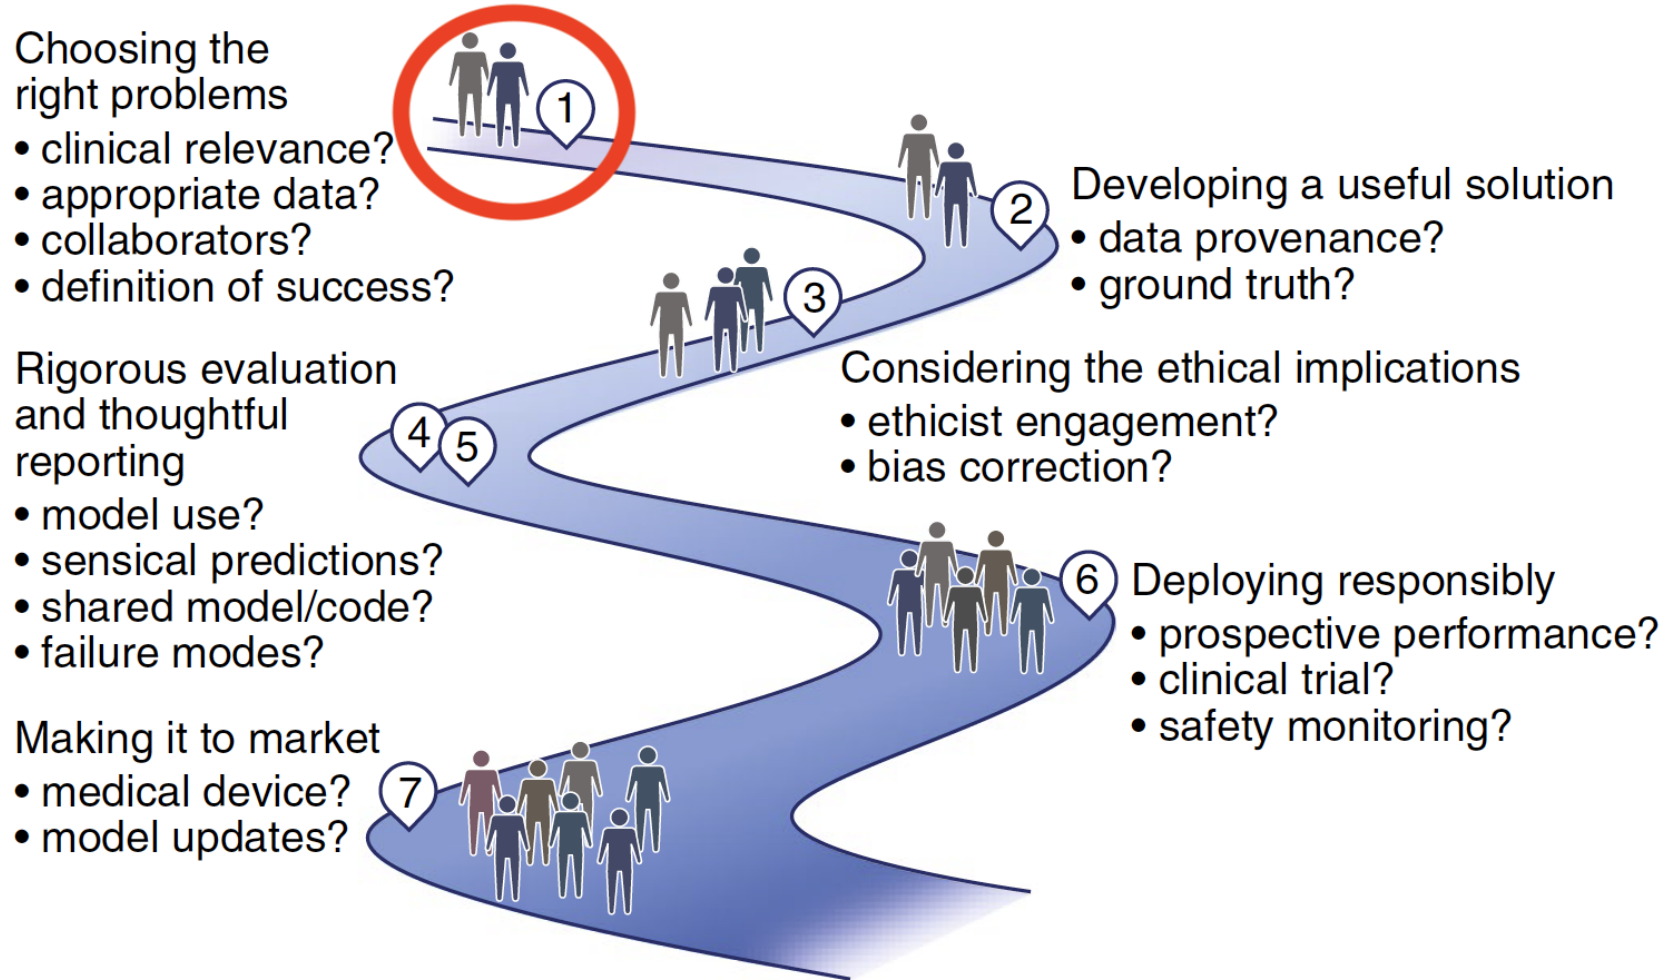 Choosing the
right problems
• clinical relevance?
• appropriate data?
• collaborators?
• definition of success?
1
2
Developing a useful solution
• data provenance?
• ground truth?
3
Considering the ethical implications
• ethicist engagement?
• bias correction?
Rigorous evaluation
and thoughtful
reporting
• model use?
• sensical predictions?
• shared model/code?
• failure modes?
4
5
6
Deploying responsibly
• prospective performance?
• clinical trial?
• safety monitoring?
Making it to market
• medical device?
• model updates?
7